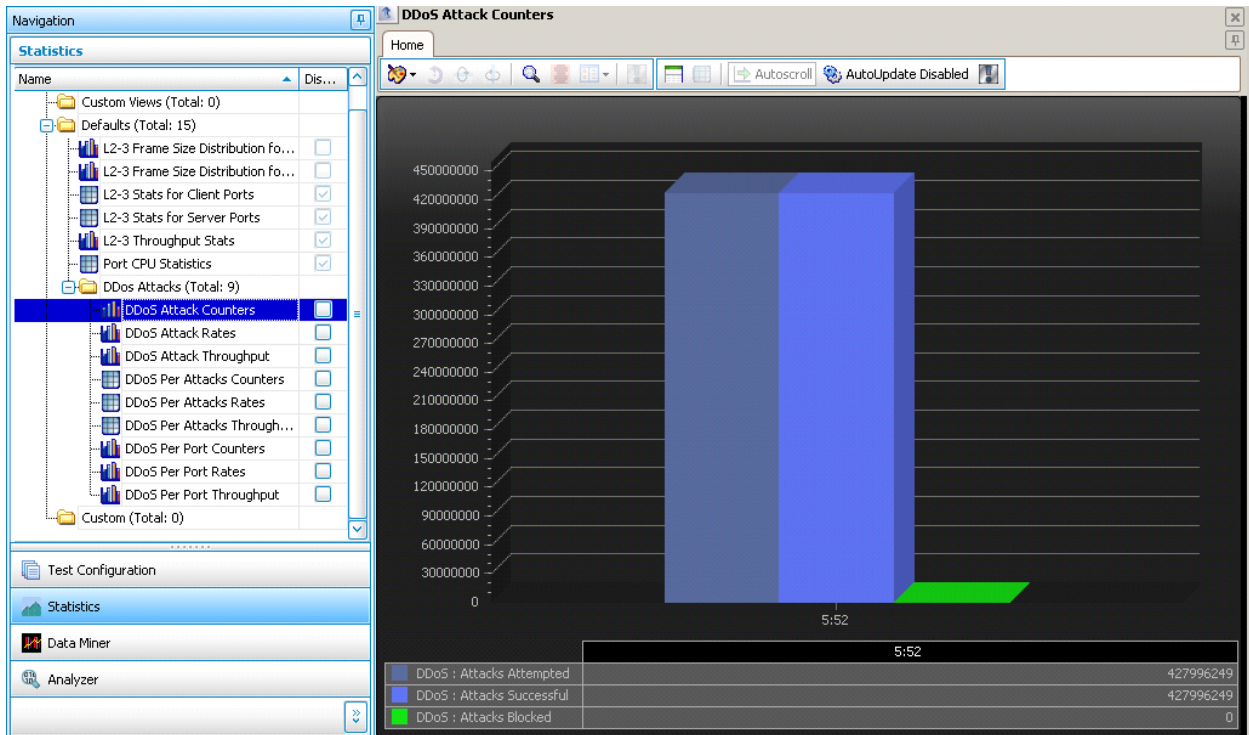 Navigation
Statistics
Name Dis...
Custom Views (Total: 0)
Defaults (Total: 15)
L2-3 Frame Size Distribution fo...
L2-3 Frame Size Distribution fo...
L2-3 Stats for Client Ports
L2-3 Stats for Server Ports
L2-3 Throughput Stats
Port CPU Statistics
DDos Attacks (Total: 9)
DDoS Attack Counters
DDoS Attack Rates
DDoS Attack Throughput
DDoS Per Attacks Counters
DDoS Per Attacks Rates
DDoS Per Attacks Through...
DDoS Per Port Counters
DDoS Per Port Rates
DDoS Per Port Throughput
Custom (Total: 0)
Test Configuration
Statistics
Data Miner
Analyzer
DDoS Attack Counters
Home
Autoscroll AutoUpdate Disabled
450000000
420000000
390000000
360000000
330000000
300000000
270000000
240000000
210000000
180000000
150000000
120000000
90000000
60000000
30000000
0
5:52
5:52
DDoS : Attacks Attempted 427996249
DDoS : Attacks Successful 427996249
DDoS : Attacks Blocked 0